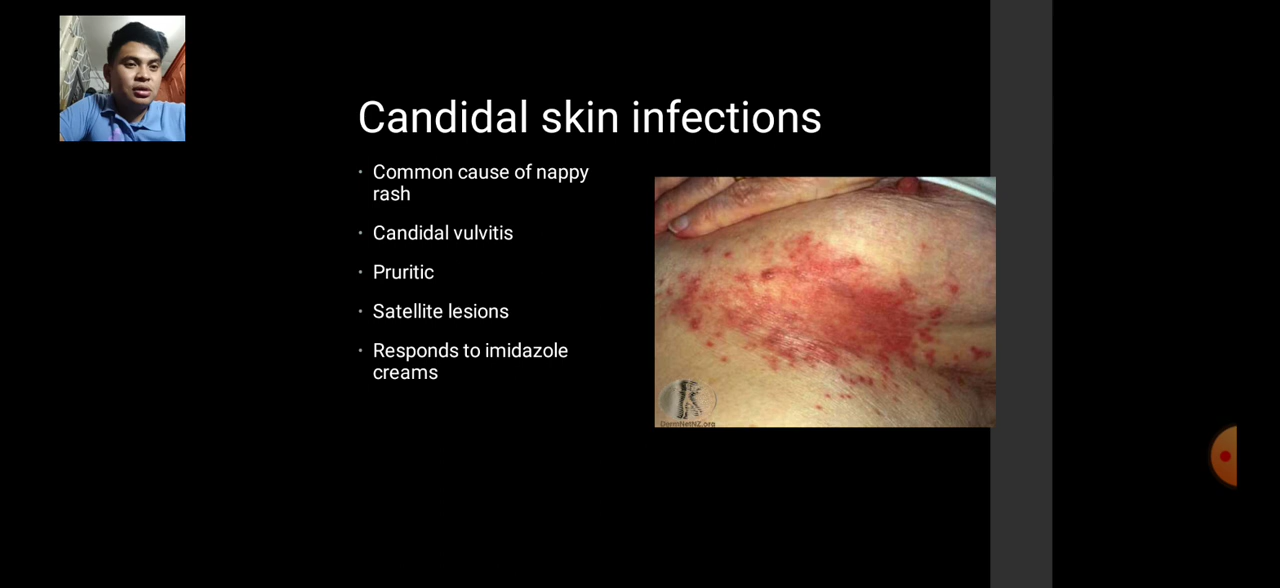 Candidal skin infections
• Common cause of nappy
rash
• Candidal vulvitis
• Pruritic
• Satellite lesions
• Responds to imidazole
creams
DermNetNZ.org